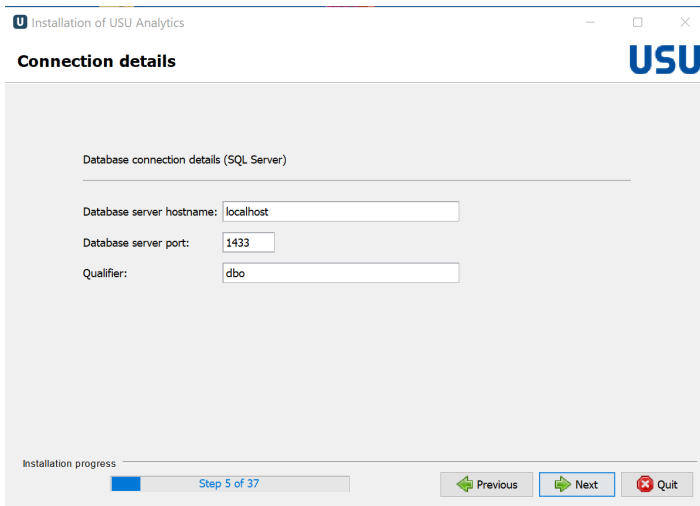 U Installation of USU Analytics
Connection details
USU
Database connection details (SQL Server)
Database server hostname: localhost
Database server port: 1433
Qualifier: dbo
Installation progress
Step 5 of 37
Previous Next Quit